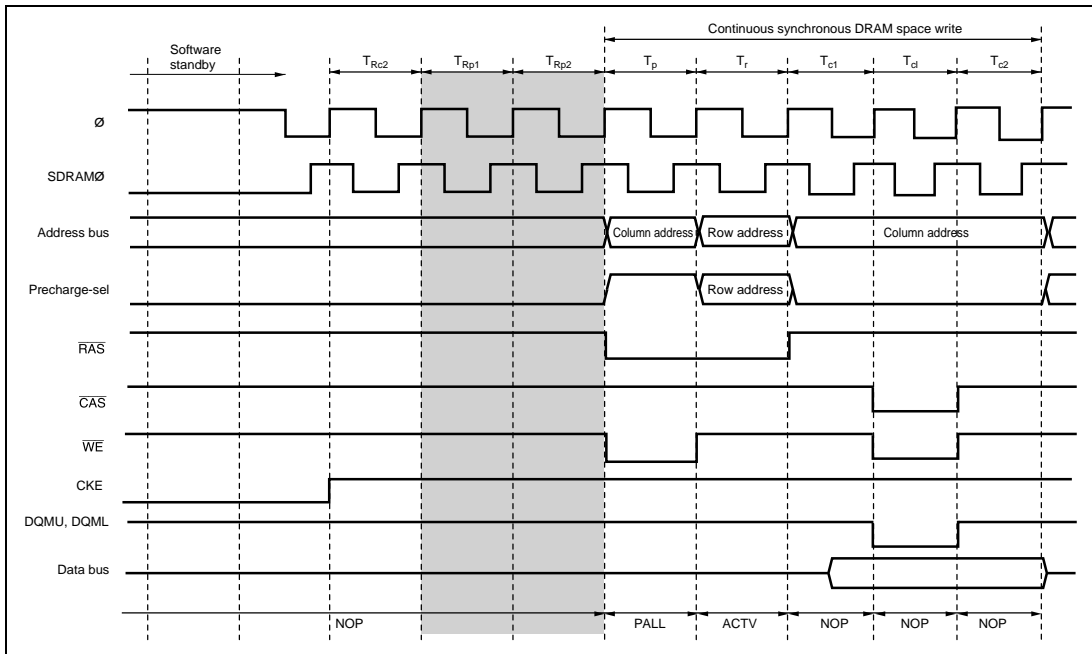 Continuous synchronous DRAM space write
Software
standby
TRc2 TRp1 TRp2 Tp Tr Tc1 Tcl Tc2
Ø
SDRAMØ
Address bus
Column address Row address Column address
Precharge-sel
Row address
RAS
CAS
WE
CKE
DQMU, DQML
Data bus
NOP PALL ACTV NOP NOP NOP